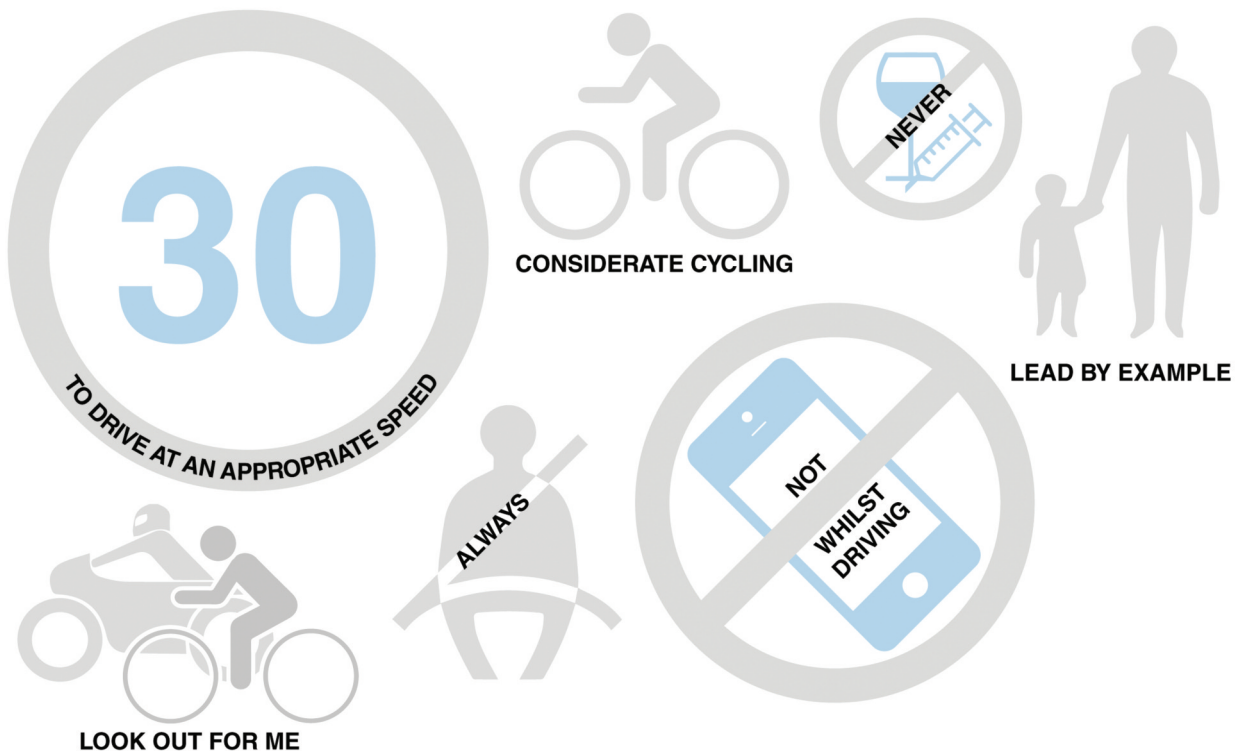 30
TO DRIVE AT AN APPROPRIATE SPEED
CONSIDERATE CYCLING
NEVER
LEAD BY EXAMPLE
ALWAYS
NOT
WHILST
DRIVING
LOOK OUT FOR ME